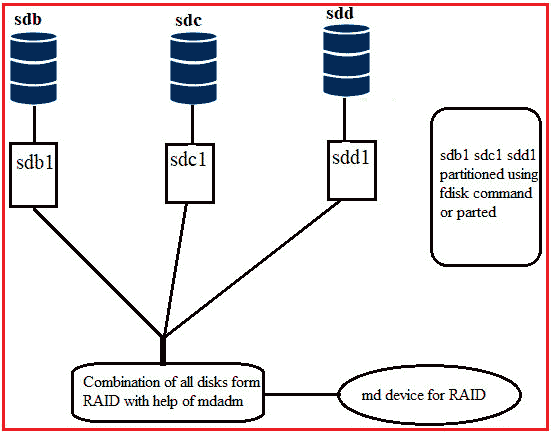 sdb
sdc
sdd
sdb1
sdc1
sdd1
sdb1 sdc1 sdd1
partitioned using
fdisk command
or parted
Combination of all disks form
RAID with help of mdadm
md device for RAID